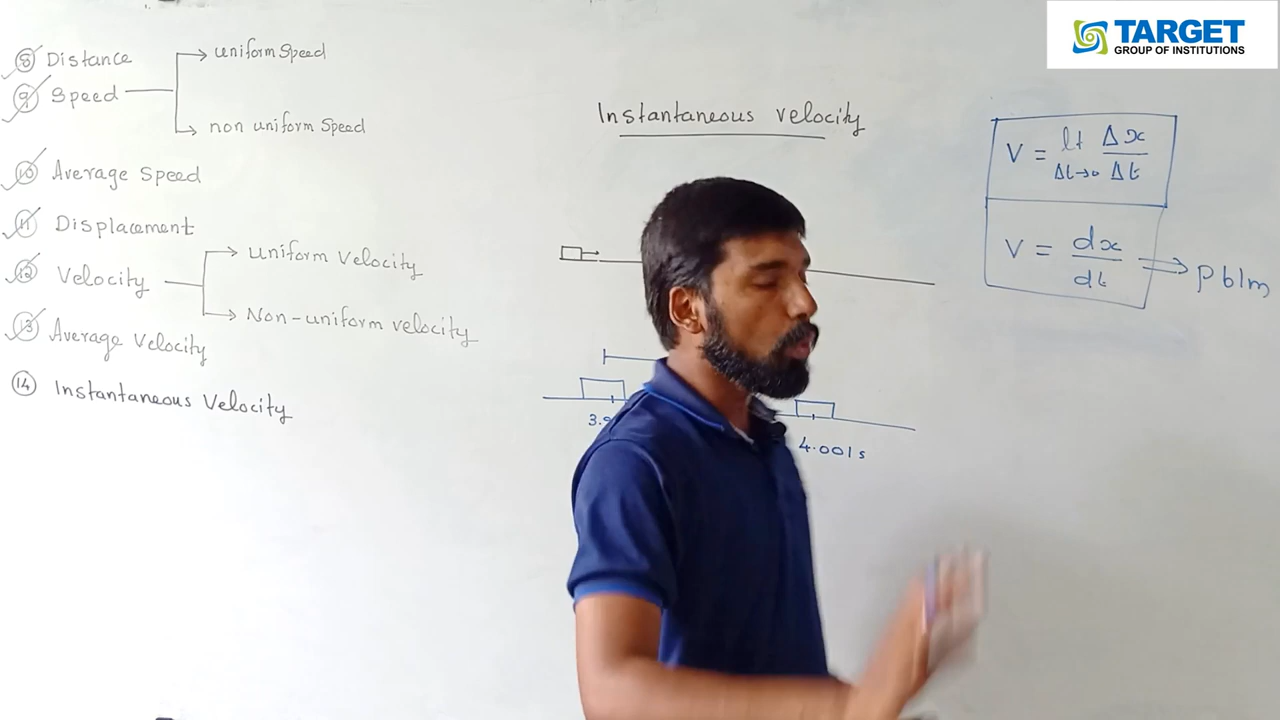 TARGET
GROUP OF INSTITUTIONS
⑧ Distance
⑨ Speed
uniform Speed
non uniform Speed
⑩ Average Speed
⑪ Displacement
⑫ Velocity
Uniform Velocity
Non-uniform velocity
⑬ Average Velocity
⑭ Instantaneous Velocity
Instantaneous velocity
3.9
4.001s
V = lt Δx
Δt→0 Δt
V = dx
dt
⇒ Pblm